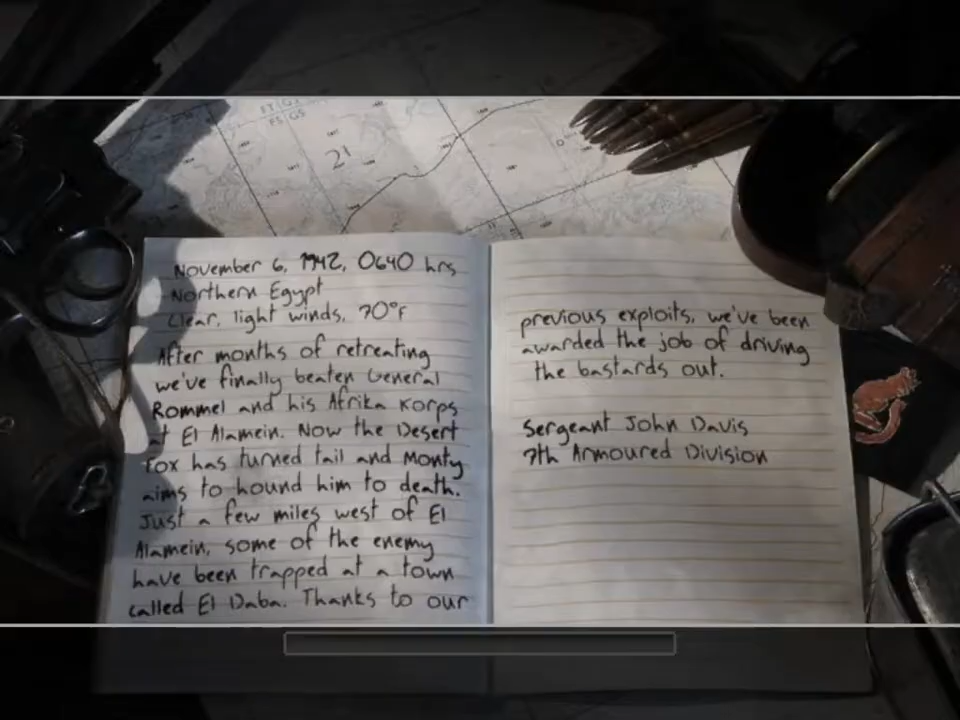 21
November 6, 1942, 0640 hrs
Northern Egypt
Clear, light winds, 70°F
After months of retreating
we've finally beaten General
Rommel and his Afrika Korps
at El Alamein. Now the Desert
Fox has turned tail and Monty
aims to hound him to death.
Just a few miles west of El
Alamein, some of the enemy
have been trapped at a town
called El Daba. Thanks to our
previous exploits, we've been
awarded the job of driving
the bastards out.
Sergeant John Davis
7th Armoured Division